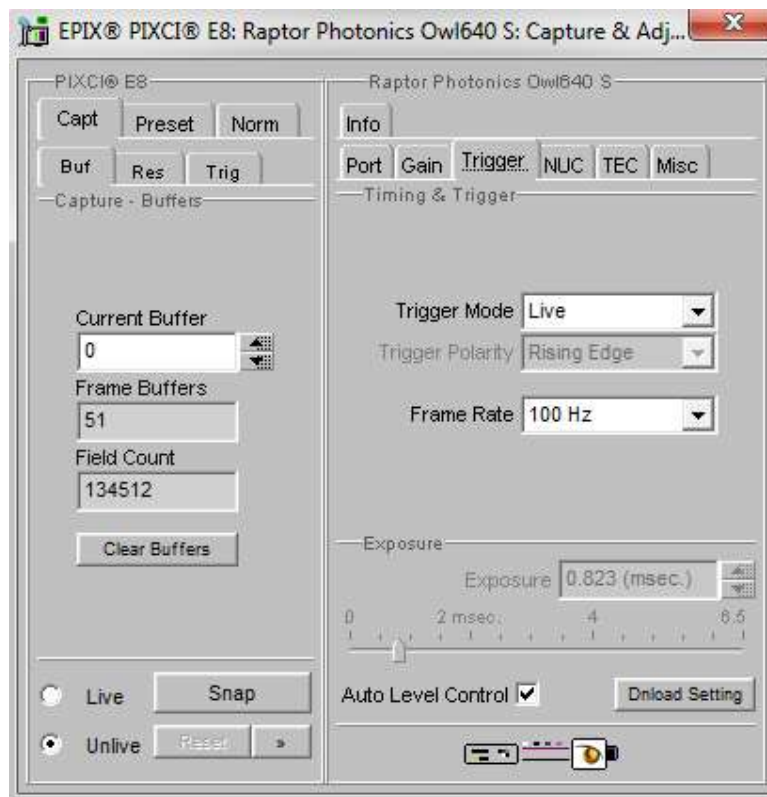 EPIX® PIXCI® E8: Raptor Photonics Owl640 S: Capture & Adj...
PIXCI® E8
Capt Preset Norm
Buf Res Trig
Capture - Buffers
Current Buffer
0
Frame Buffers
51
Field Count
134512
Clear Buffers
Live Snap
Unlive Reset »
Raptor Photonics Owl640 S
Info
Port Gain Trigger NUC TEC Misc
Timing & Trigger
Trigger Mode Live
Trigger Polarity Rising Edge
Frame Rate 100 Hz
Exposure
Exposure 0.823 (msec.)
0 2 msec. 4 6.5
Auto Level Control Dnload Setting